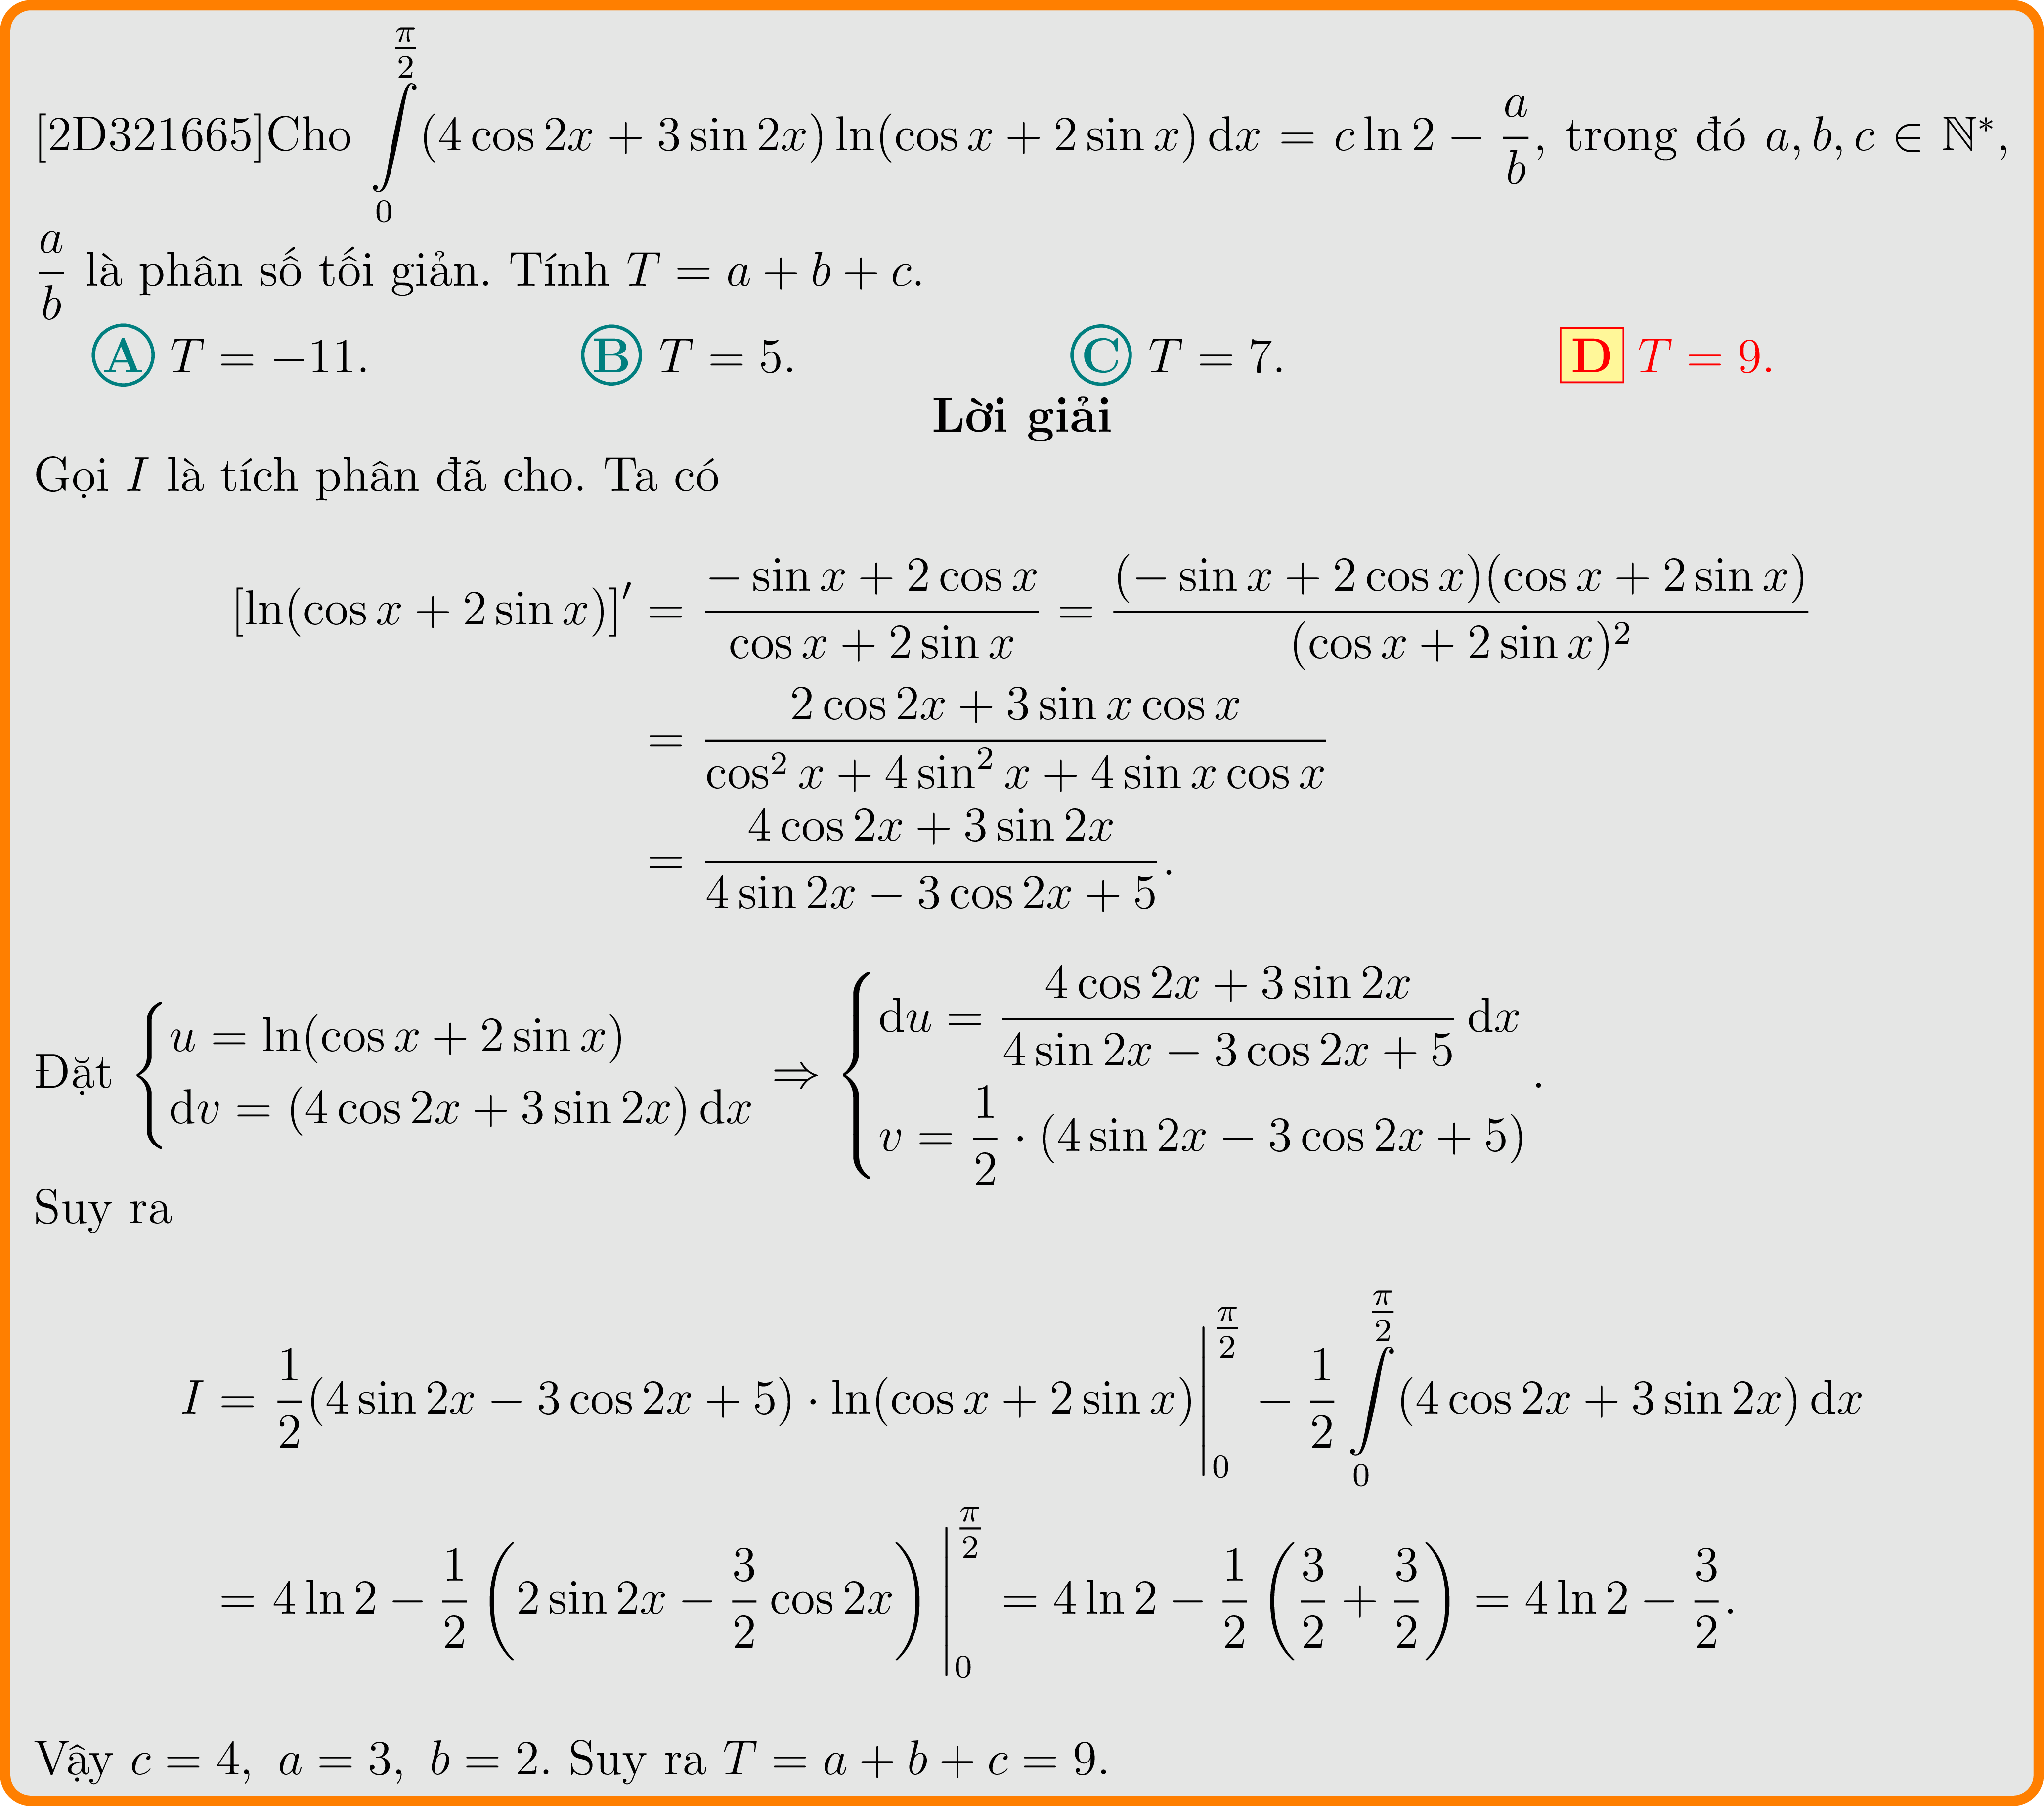 [2D321665]Cho $\int\limits_0^{\frac{\pi}{2}} (4\cos 2x + 3\sin 2x)\ln(\cos x + 2\sin x)\,\mathrm{d}x = c\ln 2 - \frac{a}{b}$, trong đó $a, b, c \in \mathbb{N}^*$,
$\frac{a}{b}$ là phân số tối giản. Tính $T = a + b + c$.
A $T = -11$. B $T = 5$. C $T = 7$. D $T = 9$.
Lời giải
Gọi $I$ là tích phân đã cho. Ta có
$[\ln(\cos x + 2\sin x)]' = \frac{-\sin x + 2\cos x}{\cos x + 2\sin x} = \frac{(-\sin x + 2\cos x)(\cos x + 2\sin x)}{(\cos x + 2\sin x)^2}$
$= \frac{2\cos 2x + 3\sin x\cos x}{\cos^2 x + 4\sin^2 x + 4\sin x\cos x}$
$= \frac{4\cos 2x + 3\sin 2x}{4\sin 2x - 3\cos 2x + 5}.$
Đặt $\begin{cases} u = \ln(\cos x + 2\sin x) \\ \mathrm{d}v = (4\cos 2x + 3\sin 2x)\,\mathrm{d}x \end{cases} \Rightarrow \begin{cases} \mathrm{d}u = \frac{4\cos 2x + 3\sin 2x}{4\sin 2x - 3\cos 2x + 5}\,\mathrm{d}x \\ v = \frac{1}{2}\cdot(4\sin 2x - 3\cos 2x + 5) \end{cases}.$
Suy ra
$I = \frac{1}{2}(4\sin 2x - 3\cos 2x + 5)\cdot\ln(\cos x + 2\sin x)\Big|_0^{\frac{\pi}{2}} - \frac{1}{2}\int\limits_0^{\frac{\pi}{2}} (4\cos 2x + 3\sin 2x)\,\mathrm{d}x$
$= 4\ln 2 - \frac{1}{2}\left(2\sin 2x - \frac{3}{2}\cos 2x\right)\Big|_0^{\frac{\pi}{2}} = 4\ln 2 - \frac{1}{2}\left(\frac{3}{2} + \frac{3}{2}\right) = 4\ln 2 - \frac{3}{2}.$
Vậy $c = 4,\ a = 3,\ b = 2$. Suy ra $T = a + b + c = 9$.